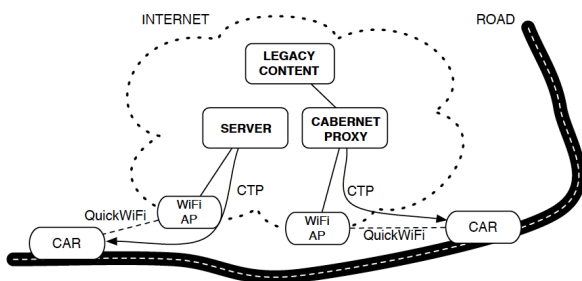 INTERNET
ROAD
LEGACY
CONTENT
SERVER
CABERNET
PROXY
CTP
CTP
QuickWiFi
WiFi
AP
WiFi
AP
QuickWiFi
CAR
CAR